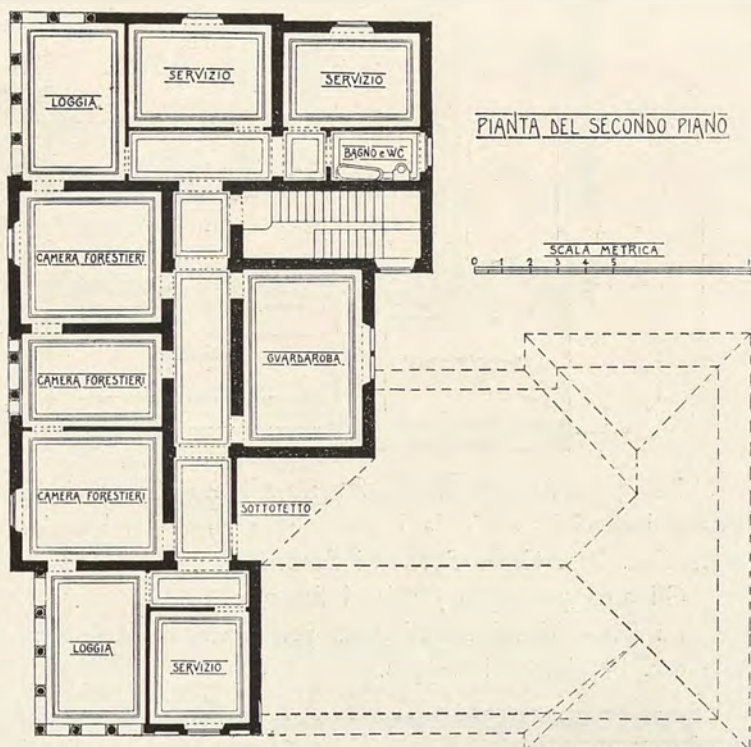 SERVIZIO
SERVIZIO
LOGGIA
PIANTA DEL SECONDO PIANO
BAGNO e WC
SCALA METRICA
0 1 2 3 4 5
CAMERA FORESTIERI
GVARDAROBA
CAMERA FORESTIERI
CAMERA FORESTIERI
SOTTOTETTO
LOGGIA
SERVIZIO